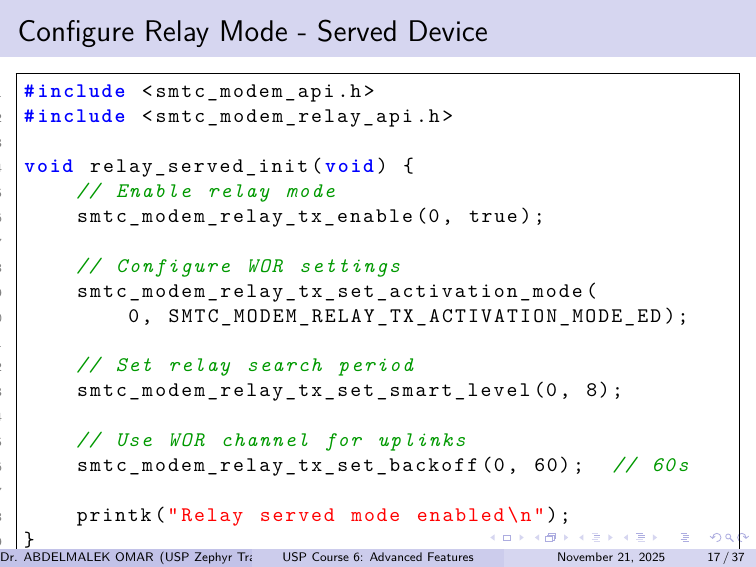 Configure Relay Mode - Served Device
#include <smtc_modem_api.h>
#include <smtc_modem_relay_api.h>
void relay_served_init(void) {
// Enable relay mode
smtc_modem_relay_tx_enable(0, true);
// Configure WOR settings
smtc_modem_relay_tx_set_activation_mode(
0, SMTC_MODEM_RELAY_TX_ACTIVATION_MODE_ED);
// Set relay search period
smtc_modem_relay_tx_set_smart_level(0, 8);
// Use WOR channel for uplinks
smtc_modem_relay_tx_set_backoff(0, 60);  // 60s
printk("Relay served mode enabled\n");
}
Dr. ABDELMALEK OMAR (USP Zephyr Tra USP Course 6: Advanced Features November 21, 2025 17 / 37